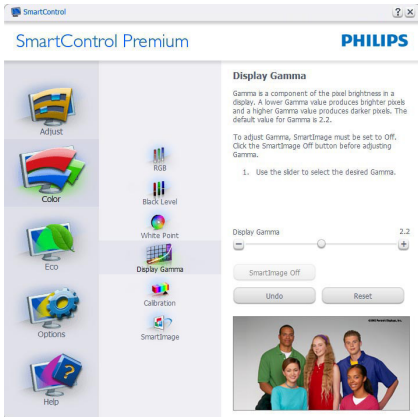 SmartControl
SmartControl Premium
PHILIPS
Adjust
Color
Eco
Options
Help
RGB
Black Level
White Point
Display Gamma
Calibration
SmartImage
Display Gamma
Gamma is a component of the pixel brightness in a
display. A lower Gamma value produces brighter pixels
and a higher Gamma value produces darker pixels. The
default value for Gamma is 2.2.
To adjust Gamma, SmartImage must be set to Off.
Click the SmartImage Off button before adjusting
Gamma.
1. Use the slider to select the desired Gamma.
Display Gamma 2.2
SmartImage Off
Undo Reset